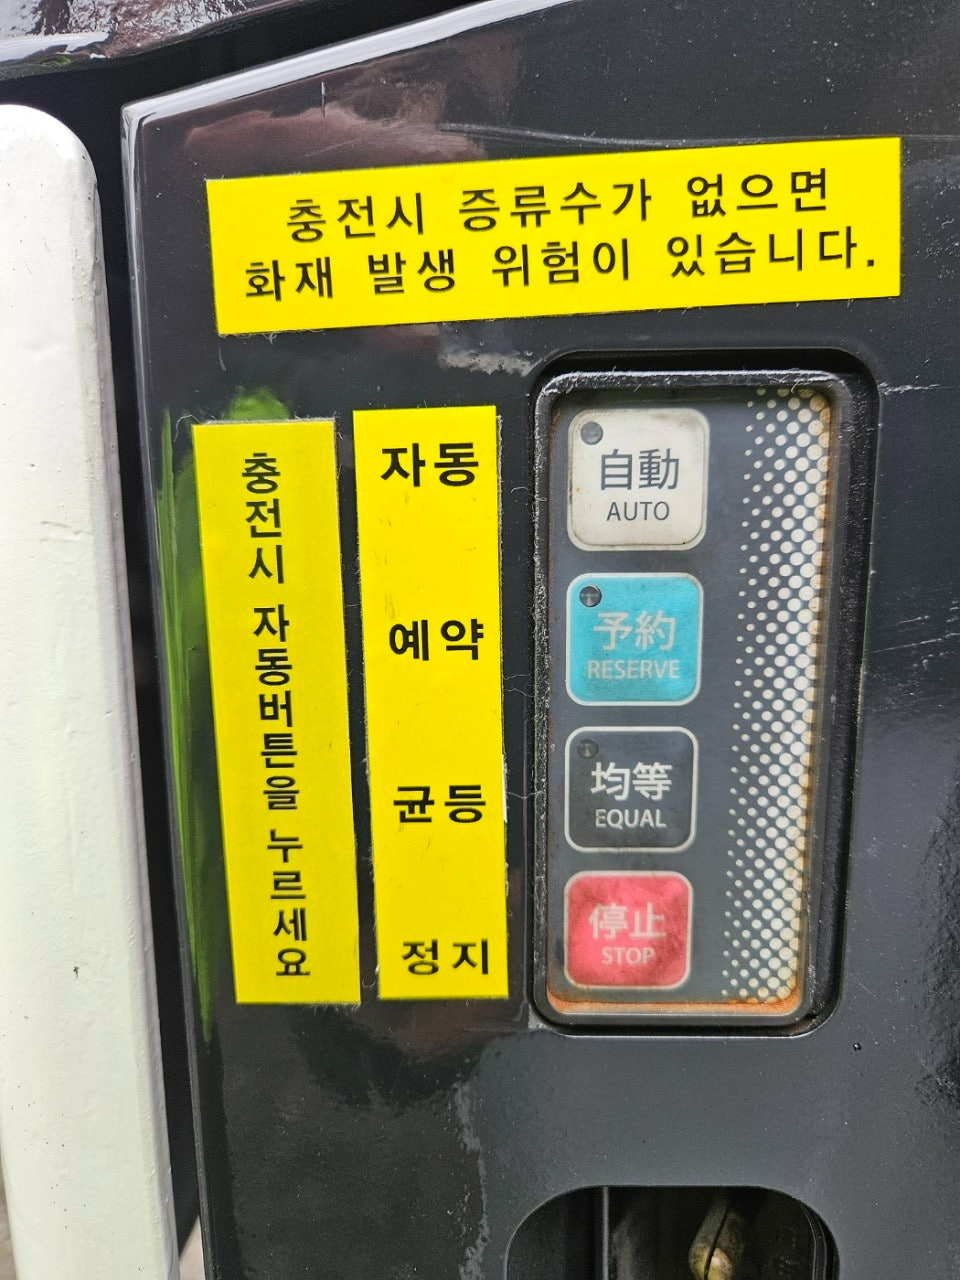 충전시 증류수가 없으면
화재 발생 위험이 있습니다.
충전시 자동버튼을 누르세요
자동
예약
균등
정지
自動
AUTO
予約
RESERVE
均等
EQUAL
停止
STOP